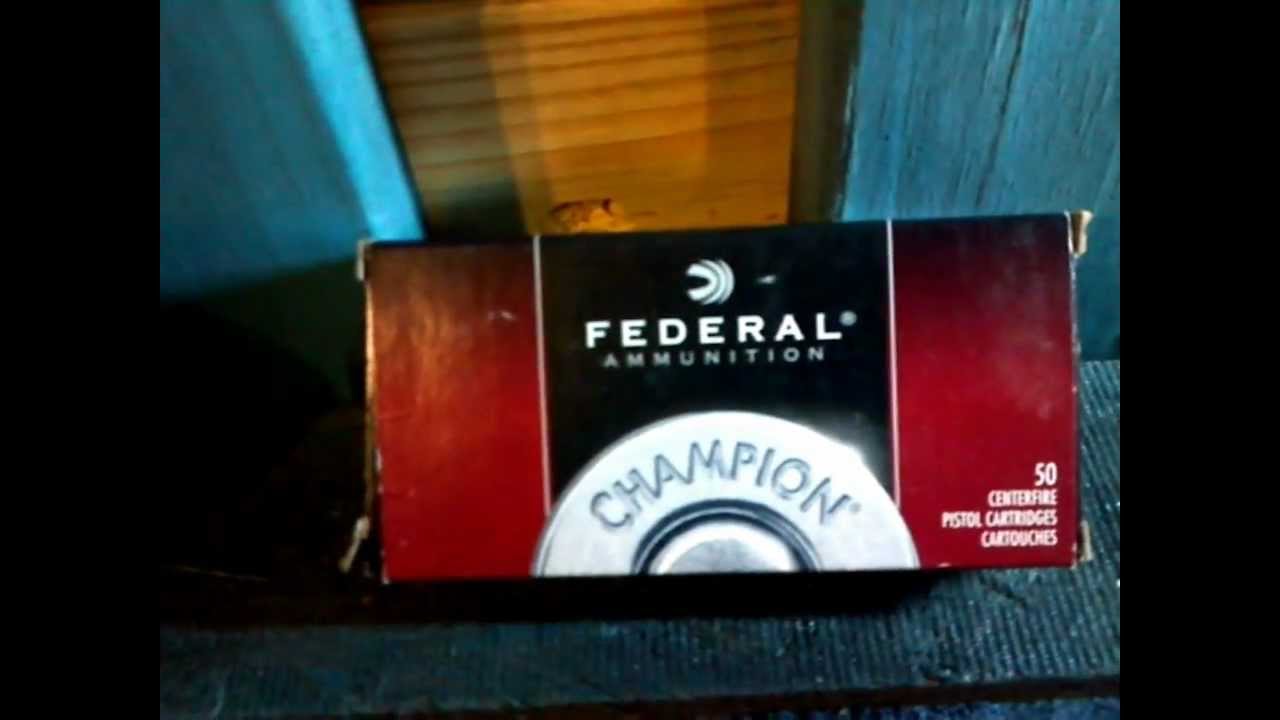 FEDERAL®
AMMUNITION
CHAMPION®
50
CENTERFIRE
PISTOL CARTRIDGES
CARTOUCHES